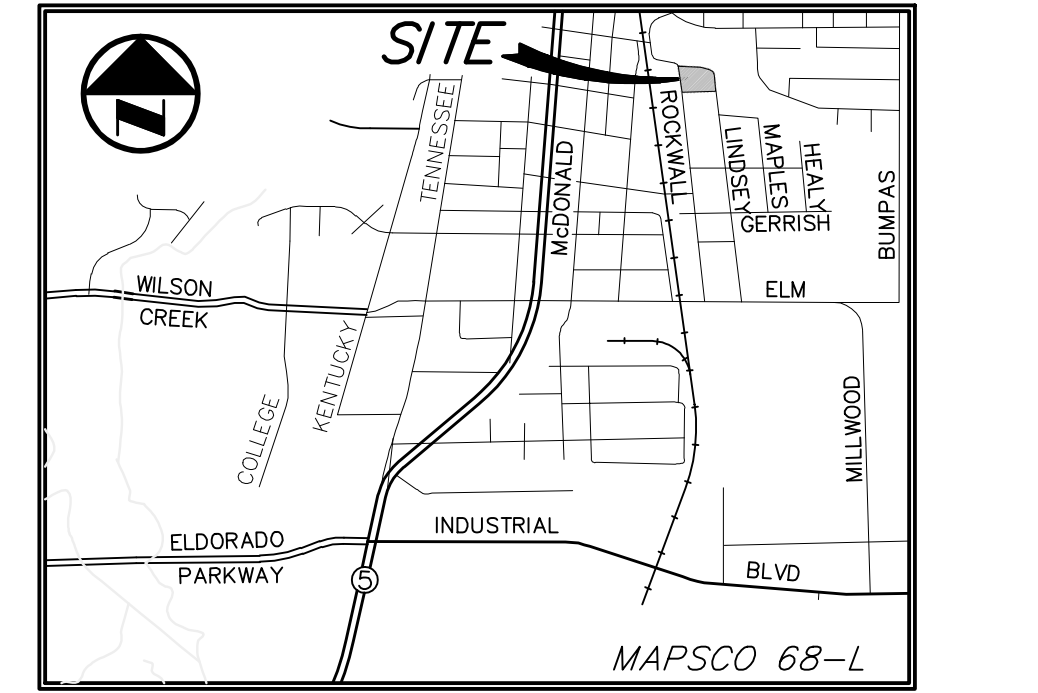 SITE
N
TENNESSEE
McDONALD
ROCKWALL
LINDSEY
MAPLES
HEALY
BUMPAS
GERRISH
ELM
WILSON
CREEK
KENTUCKY
COLLEGE
MILLWOOD
INDUSTRIAL
BLVD
ELDORADO
PARKWAY
5
MAPSCO 68-L